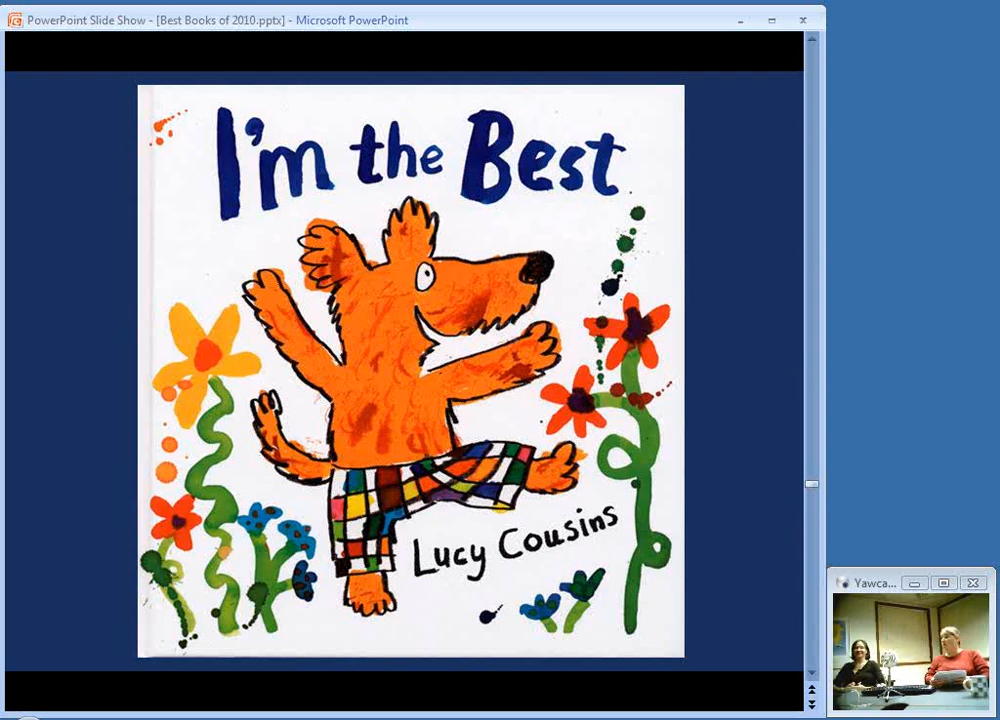 PowerPoint Slide Show - [Best Books of 2010.pptx] - Microsoft PowerPoint
I'm the Best
Lucy Cousins
Yawca...